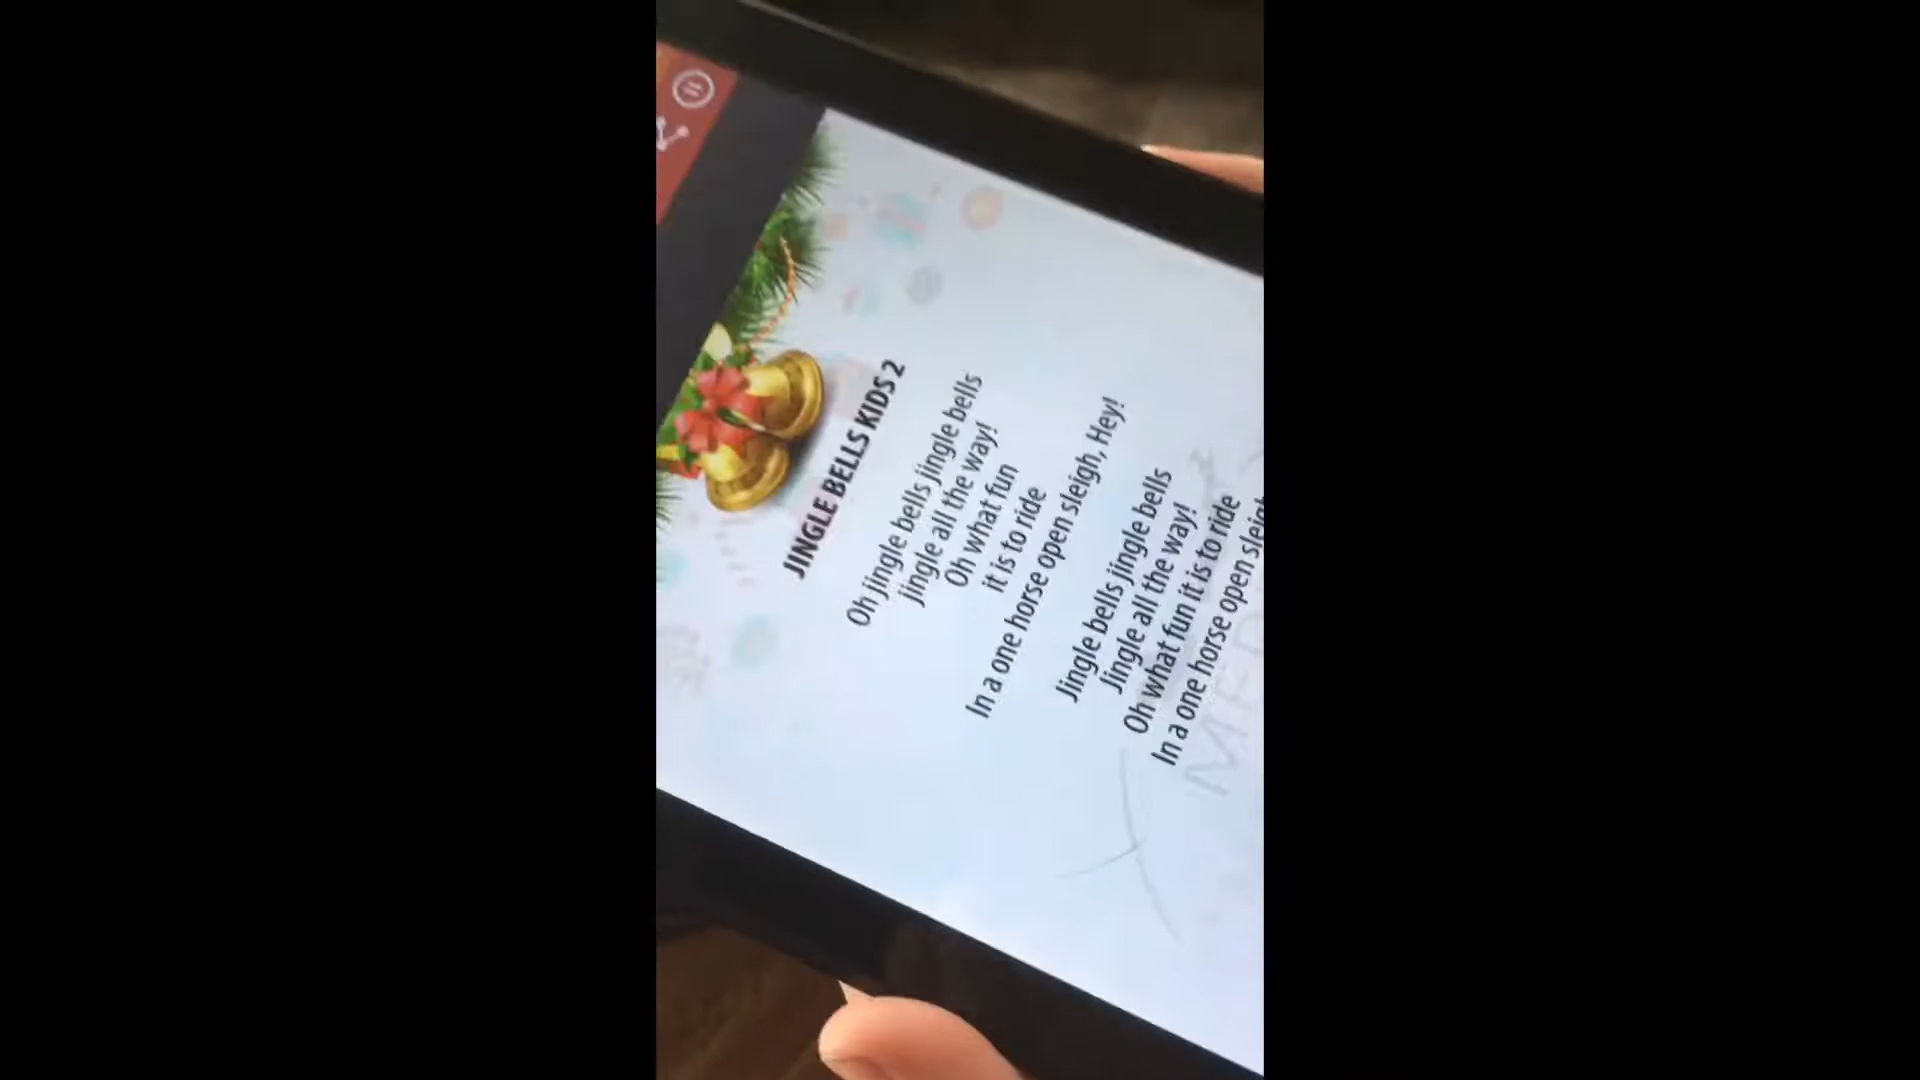 JINGLE BELLS KIDS 2
Oh jingle bells jingle bells
jingle all the way!
Oh what fun
it is to ride
In a one horse open sleigh, Hey!
Jingle bells jingle bells
Jingle all the way!
Oh what fun it is to ride
In a one horse open sleigh